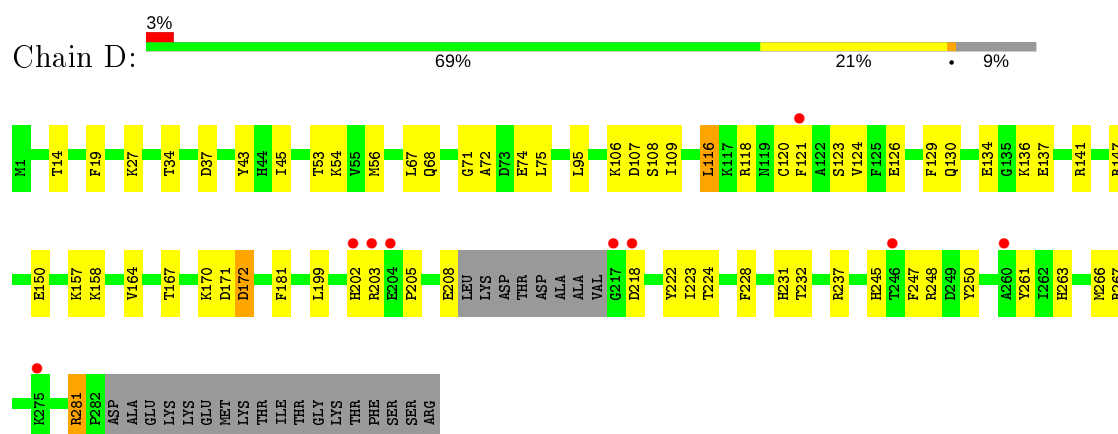 3%
Chain D:
69% 21% • 9%
M1 T14 F19 K27 T34 D37 Y43 H44 I45 T53 K54 V55 M56 L67 Q68 G71 A72 D73 E74 L75 L95 K106 D107 S108 I109 L116 K117 R118 N119 C120 F121 A122 S123 V124 F125 E126 F129 Q130 E134 G135 K136 E137 R141 R147
E150 K157 K158 V164 T167 K170 D171 D172 F181 L199 H202 R203 E204 P205 E208 LEU LYS ASP THR ASP ALA ALA VAL G217 D218 Y222 I223 T224 F228 H231 T232 R237 H245 T246 F247 R248 D249 Y250 A260 Y261 I262 H263 M266 R267
K275 R281 P282 ASP ALA GLU LYS LYS GLU MET LYS THR ILE THR GLY LYS THR PHE SER SER ARG